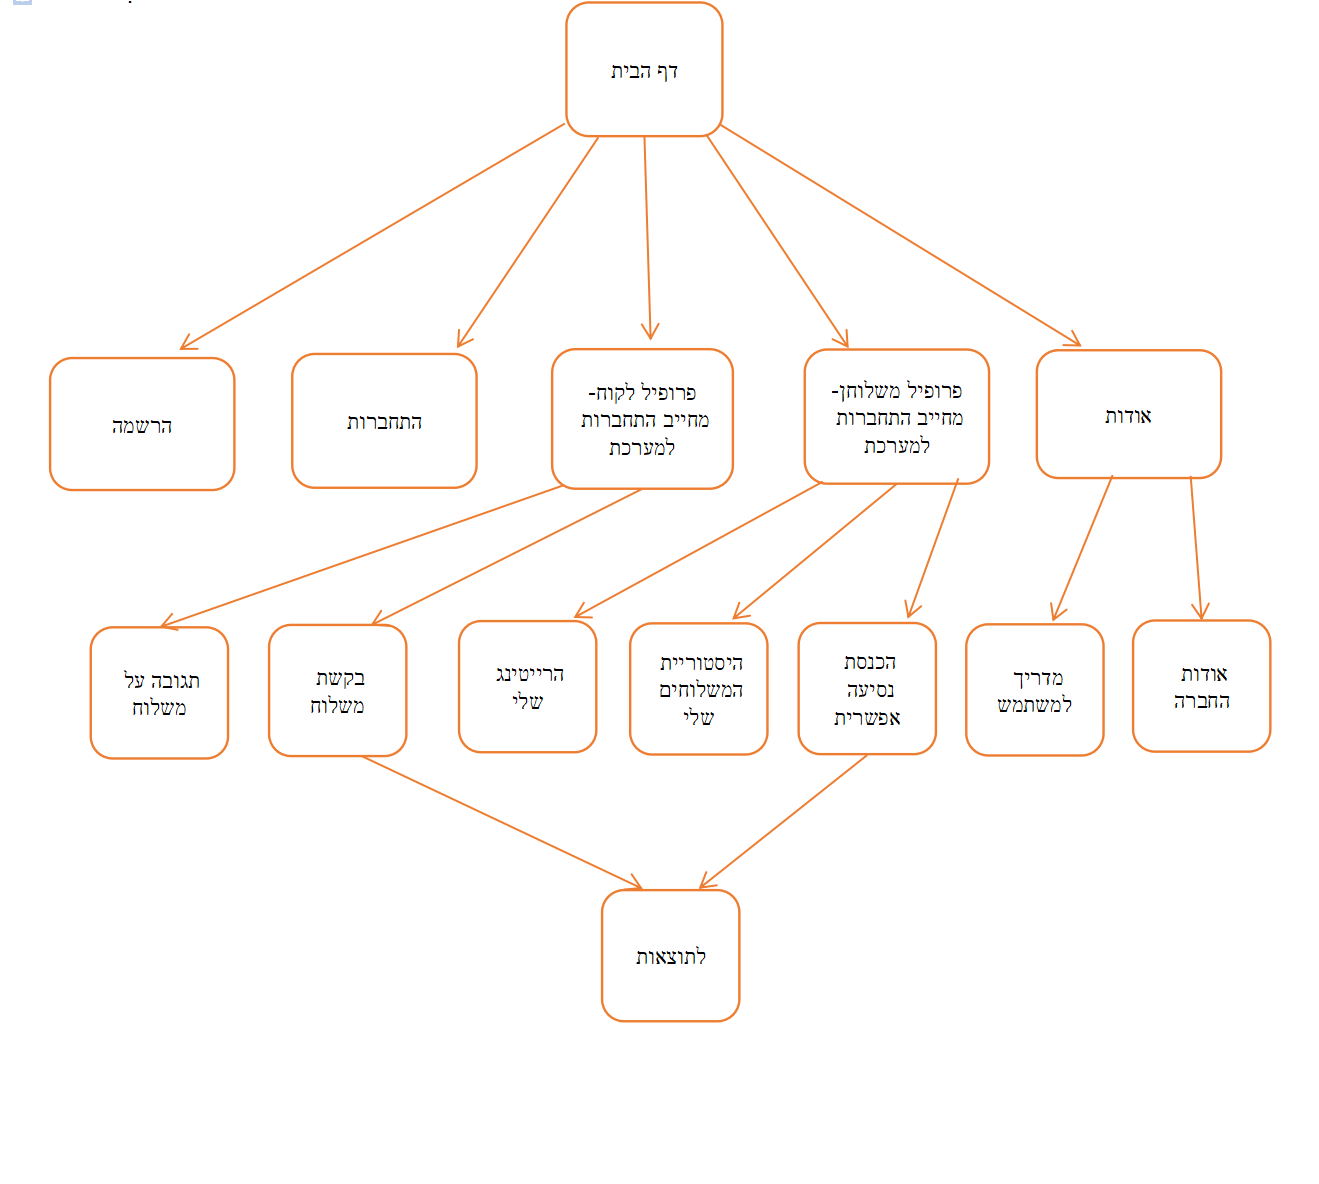 דף הבית
אודות
פרופיל משלוחן-
מחייב התחברות
למערכת
פרופיל לקוח-
מחייב התחברות
למערכת
התחברות
הרשמה
אודות
החברה
מדריך
למשתמש
הכנסת
נסיעה
אפשרית
היסטוריית
המשלוחים
שלי
הרייטינג
שלי
בקשת
משלוח
תגובה על
משלוח
לתוצאות